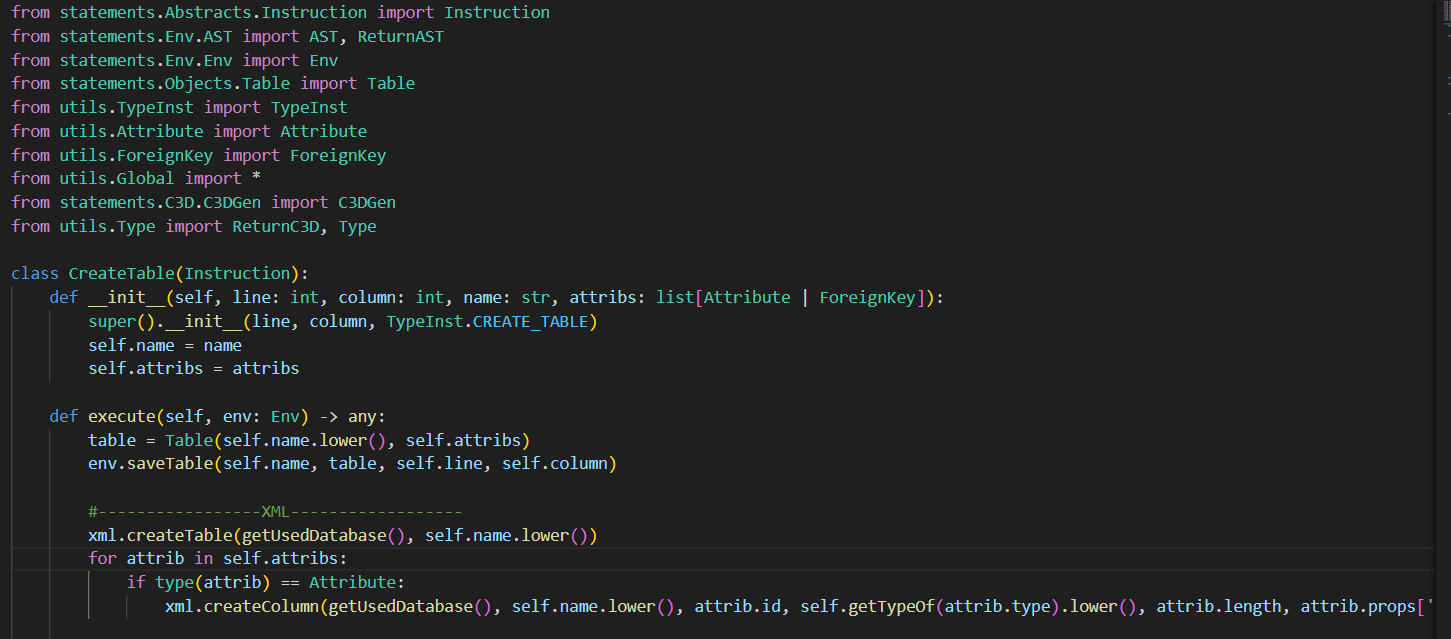 from statements.Abstracts.Instruction import Instruction
from statements.Env.AST import AST, ReturnAST
from statements.Env.Env import Env
from statements.Objects.Table import Table
from utils.TypeInst import TypeInst
from utils.Attribute import Attribute
from utils.ForeignKey import ForeignKey
from utils.Global import *
from statements.C3D.C3DGen import C3DGen
from utils.Type import ReturnC3D, Type

class CreateTable(Instruction):
    def __init__(self, line: int, column: int, name: str, attribs: list[Attribute | ForeignKey]):
        super().__init__(line, column, TypeInst.CREATE_TABLE)
        self.name = name
        self.attribs = attribs

    def execute(self, env: Env) -> any:
        table = Table(self.name.lower(), self.attribs)
        env.saveTable(self.name, table, self.line, self.column)

        #-----------------XML------------------
        xml.createTable(getUsedDatabase(), self.name.lower())
        for attrib in self.attribs:
            if type(attrib) == Attribute:
                xml.createColumn(getUsedDatabase(), self.name.lower(), attrib.id, self.getTypeOf(attrib.type).lower(), attrib.length, attrib.props['